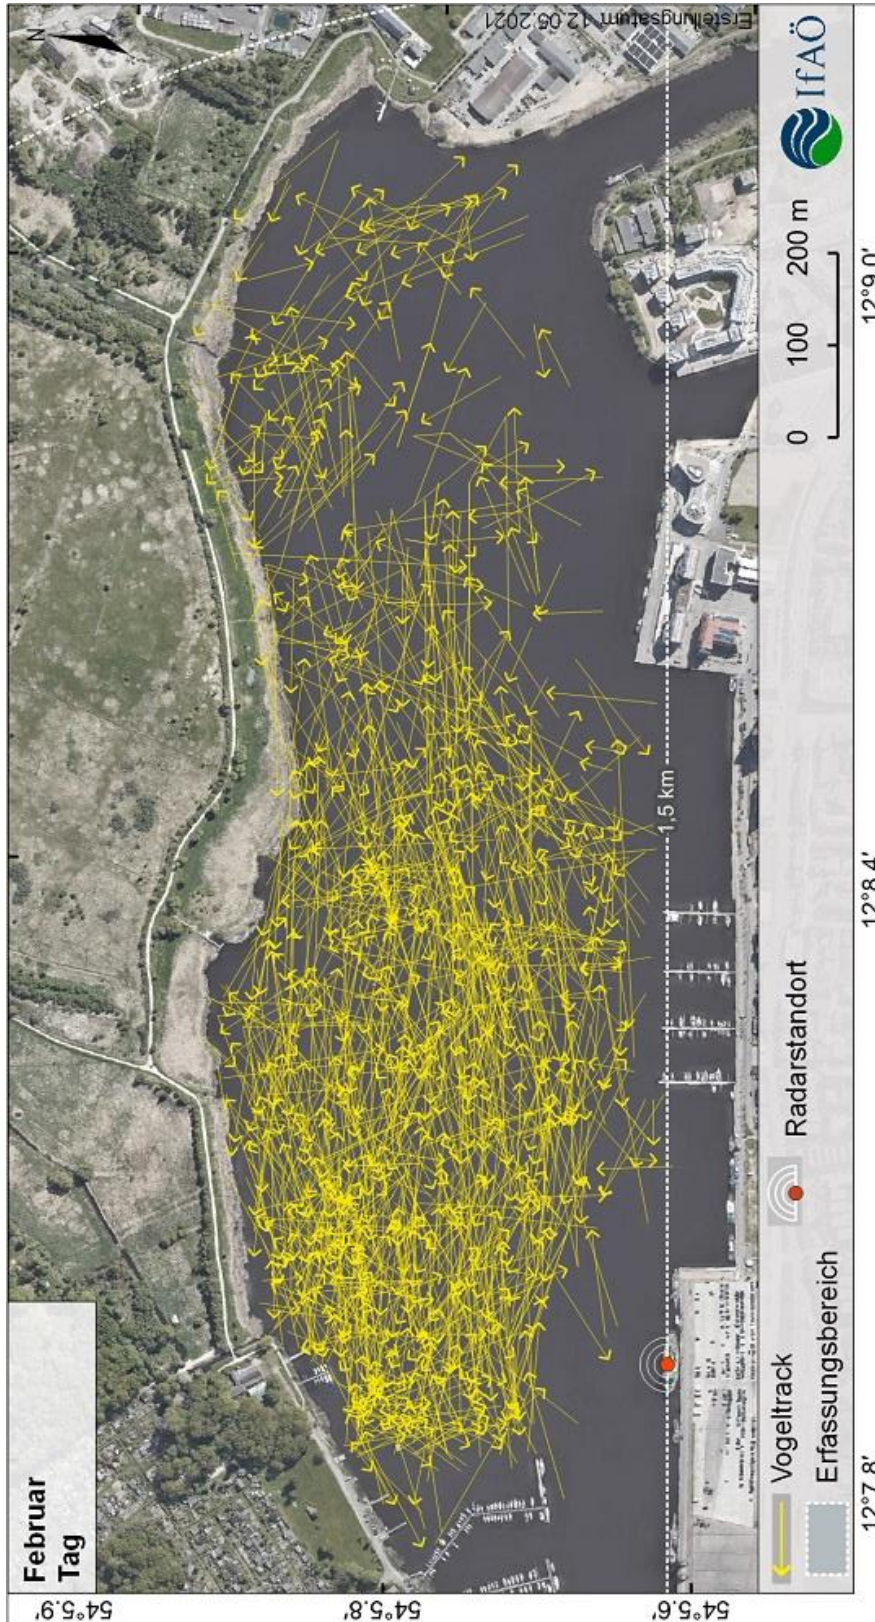 Februar
Tag
N
Erstellungsdatum: 12.05.2021
1,5 km
Vogeltrack
Radarstandort
0 100 200 m
IfAÖ
Erfassungsbereich
54°5.9'
54°5.8'
54°5.6'
12°7.8'
12°8.4'
12°9.0'